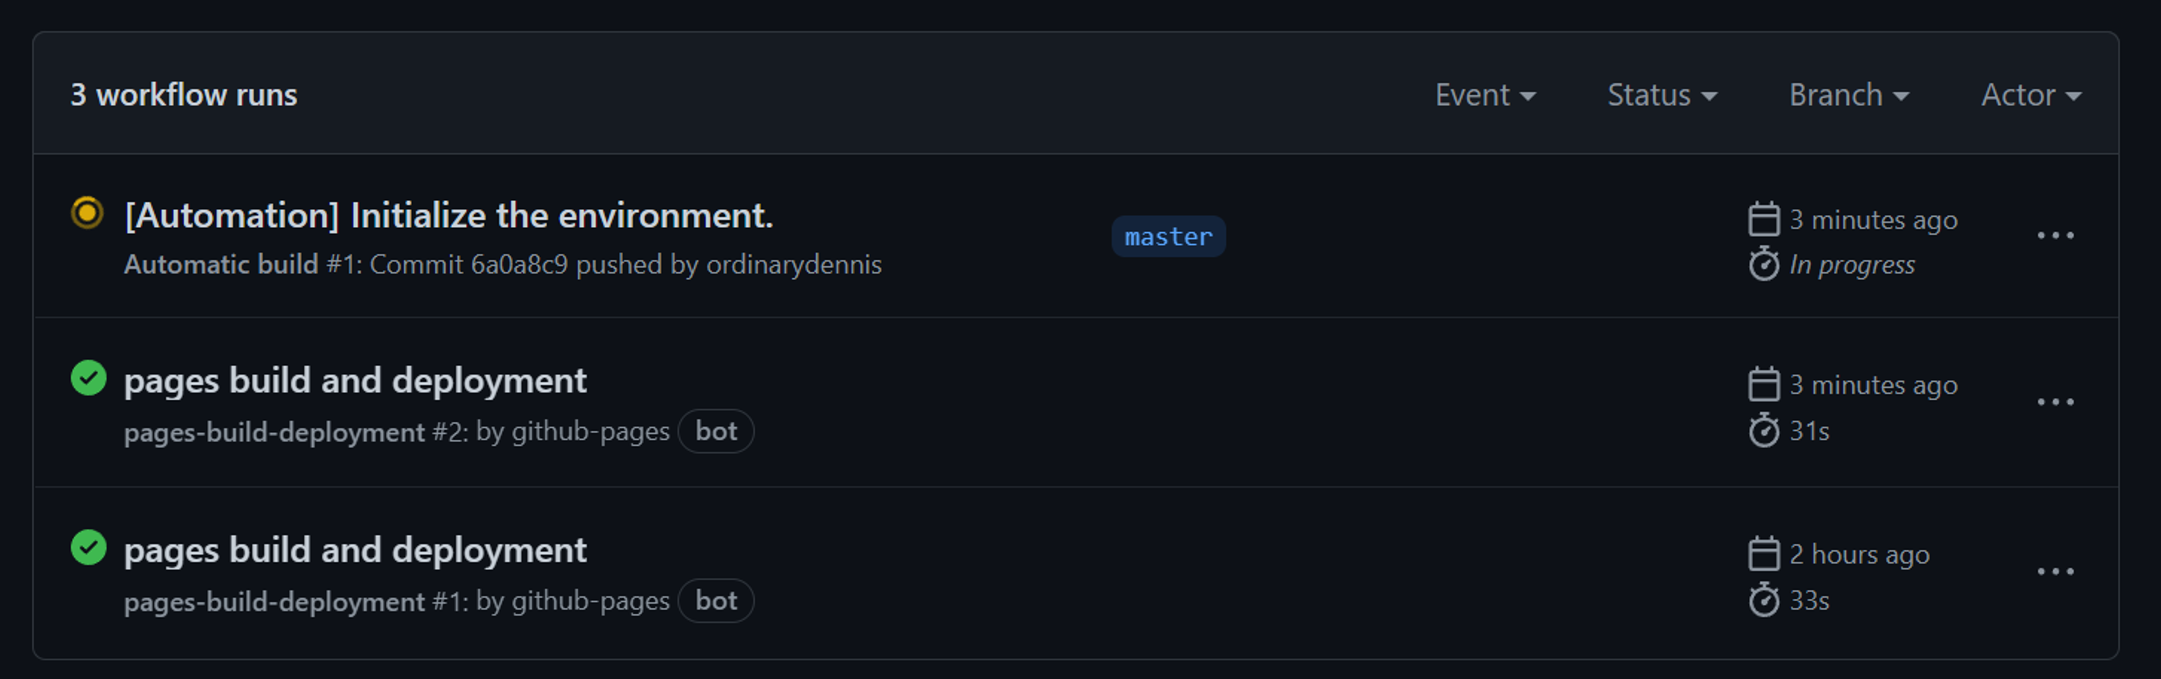 3 workflow runs Event Status Branch Actor
[Automation] Initialize the environment. master 3 minutes ago
Automatic build #1: Commit 6a0a8c9 pushed by ordinarydennis In progress
pages build and deployment 3 minutes ago
pages-build-deployment #2: by github-pages bot 31s
pages build and deployment 2 hours ago
pages-build-deployment #1: by github-pages bot 33s